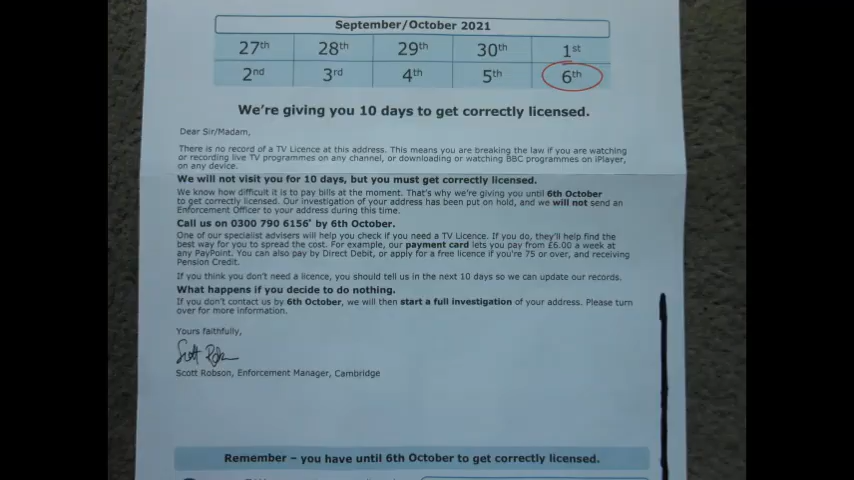 September/October 2021
27th 28th 29th 30th 1st
2nd 3rd 4th 5th 6th
We're giving you 10 days to get correctly licensed.
Dear Sir/Madam,
There is no record of a TV Licence at this address. This means you are breaking the law if you are watching
or recording live TV programmes on any channel, or downloading or watching BBC programmes on iPlayer,
on any device.
We will not visit you for 10 days, but you must get correctly licensed.
We know how difficult it is to pay bills at the moment. That's why we're giving you until 6th October
to get correctly licensed. Our investigation of your address has been put on hold, and we will not send an
Enforcement Officer to your address during this time.
Call us on 0300 790 6156* by 6th October.
One of our specialist advisers will help you check if you need a TV Licence. If you do, they'll help find the
best way for you to spread the cost. For example, our payment card lets you pay from £6.00 a week at
any PayPoint. You can also pay by Direct Debit, or apply for a free licence if you're 75 or over, and receiving
Pension Credit.
If you think you don't need a licence, you should tell us in the next 10 days so we can update our records.
What happens if you decide to do nothing.
If you don't contact us by 6th October, we will then start a full investigation of your address. Please turn
over for more information.
Yours faithfully,
Scott Robson, Enforcement Manager, Cambridge
Remember – you have until 6th October to get correctly licensed.